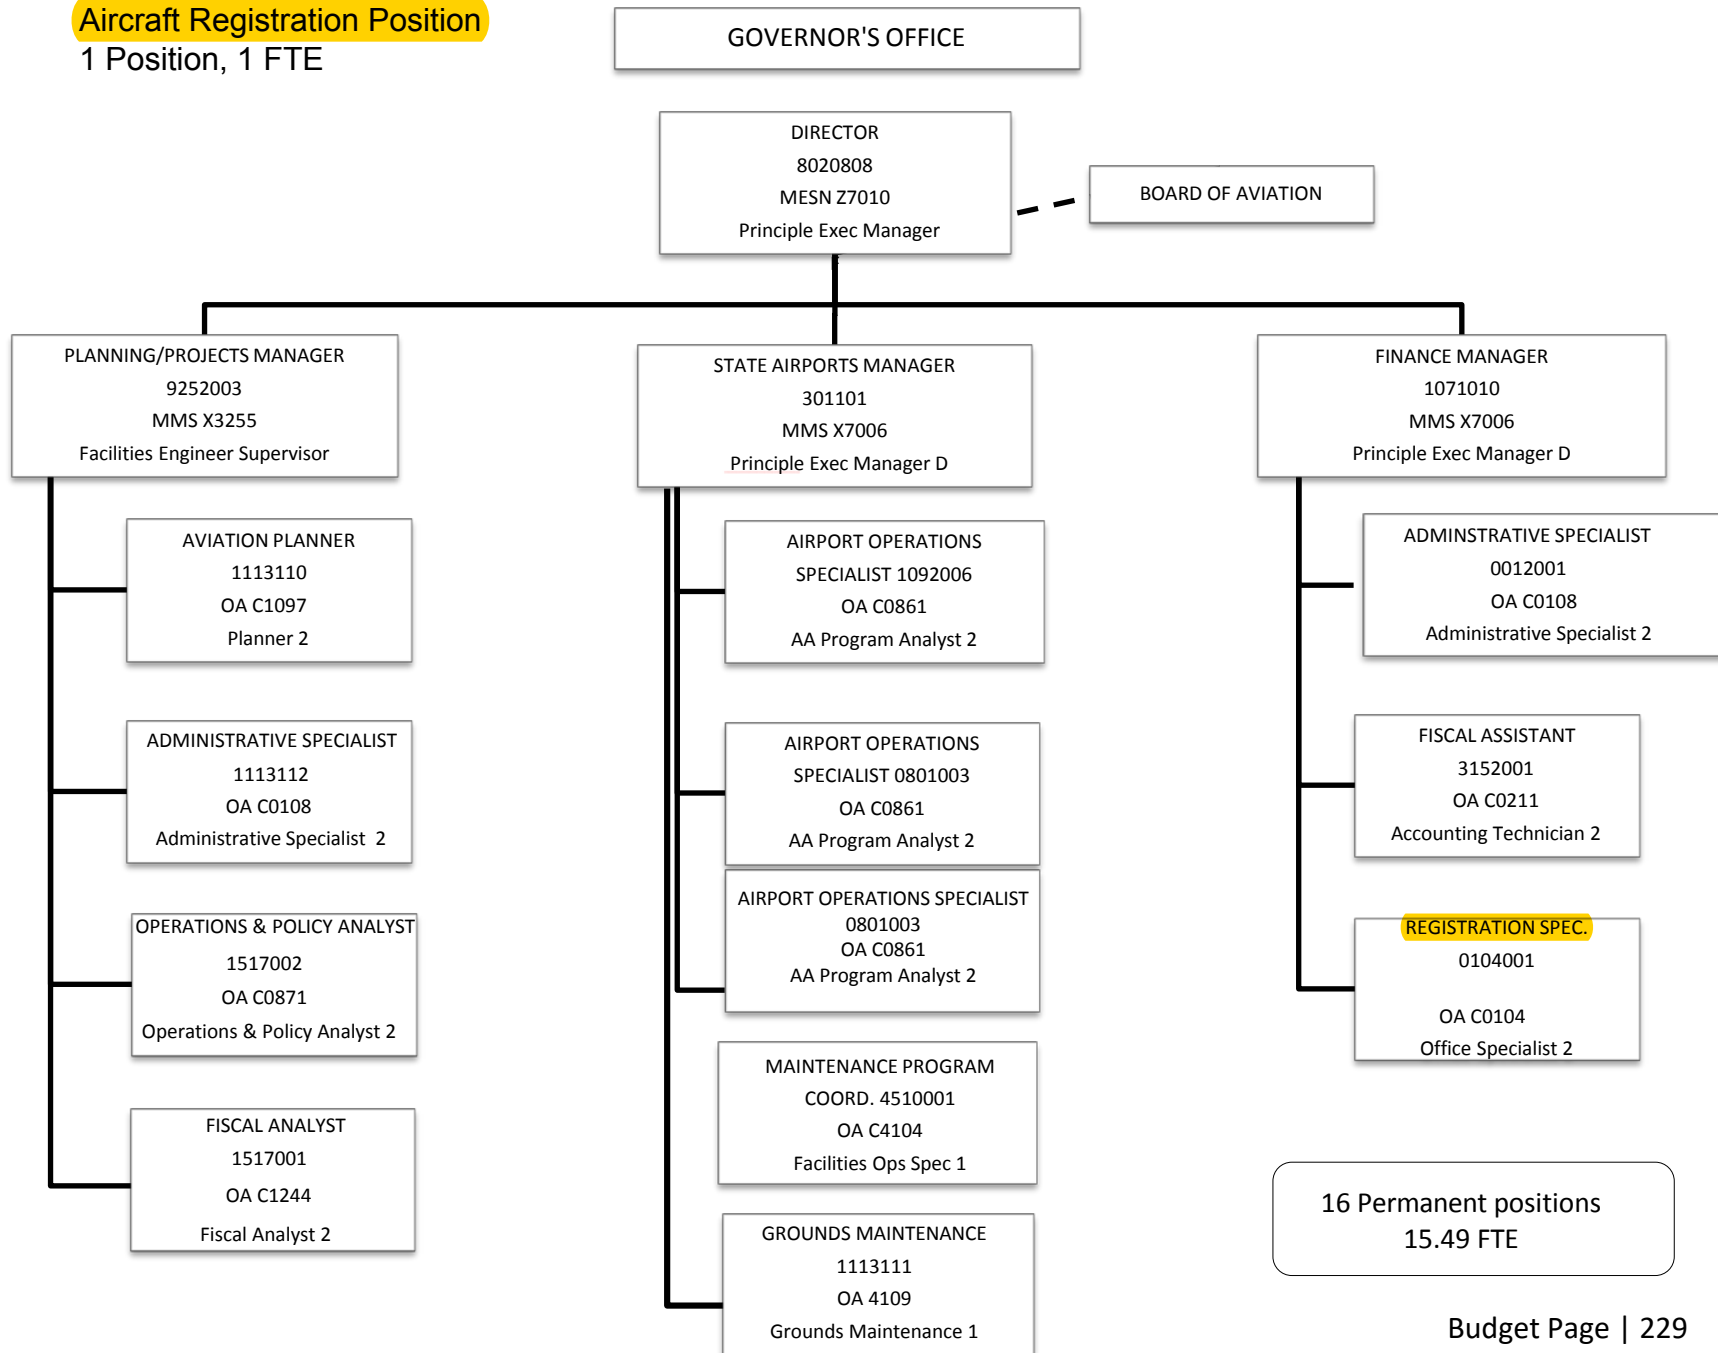 Aircraft Registration Position
1 Position, 1 FTE
GOVERNOR'S OFFICE
DIRECTOR
8020808
MESN Z7010
Principle Exec Manager
BOARD OF AVIATION
PLANNING/PROJECTS MANAGER
9252003
MMS X3255
Facilities Engineer Supervisor
STATE AIRPORTS MANAGER
301101
MMS X7006
Principle Exec Manager D
FINANCE MANAGER
1071010
MMS X7006
Principle Exec Manager D
AVIATION PLANNER
1113110
OA C1097
Planner 2
ADMINISTRATIVE SPECIALIST
1113112
OA C0108
Administrative Specialist 2
OPERATIONS & POLICY ANALYST
1517002
OA C0871
Operations & Policy Analyst 2
FISCAL ANALYST
1517001
OA C1244
Fiscal Analyst 2
AIRPORT OPERATIONS
SPECIALIST 1092006
OA C0861
AA Program Analyst 2
AIRPORT OPERATIONS
SPECIALIST 0801003
OA C0861
AA Program Analyst 2
AIRPORT OPERATIONS SPECIALIST
0801003
OA C0861
AA Program Analyst 2
MAINTENANCE PROGRAM
COORD. 4510001
OA C4104
Facilities Ops Spec 1
GROUNDS MAINTENANCE
1113111
OA 4109
Grounds Maintenance 1
ADMINSTRATIVE SPECIALIST
0012001
OA C0108
Administrative Specialist 2
FISCAL ASSISTANT
3152001
OA C0211
Accounting Technician 2
REGISTRATION SPEC.
0104001
OA C0104
Office Specialist 2
16 Permanent positions
15.49 FTE
Budget Page | 229